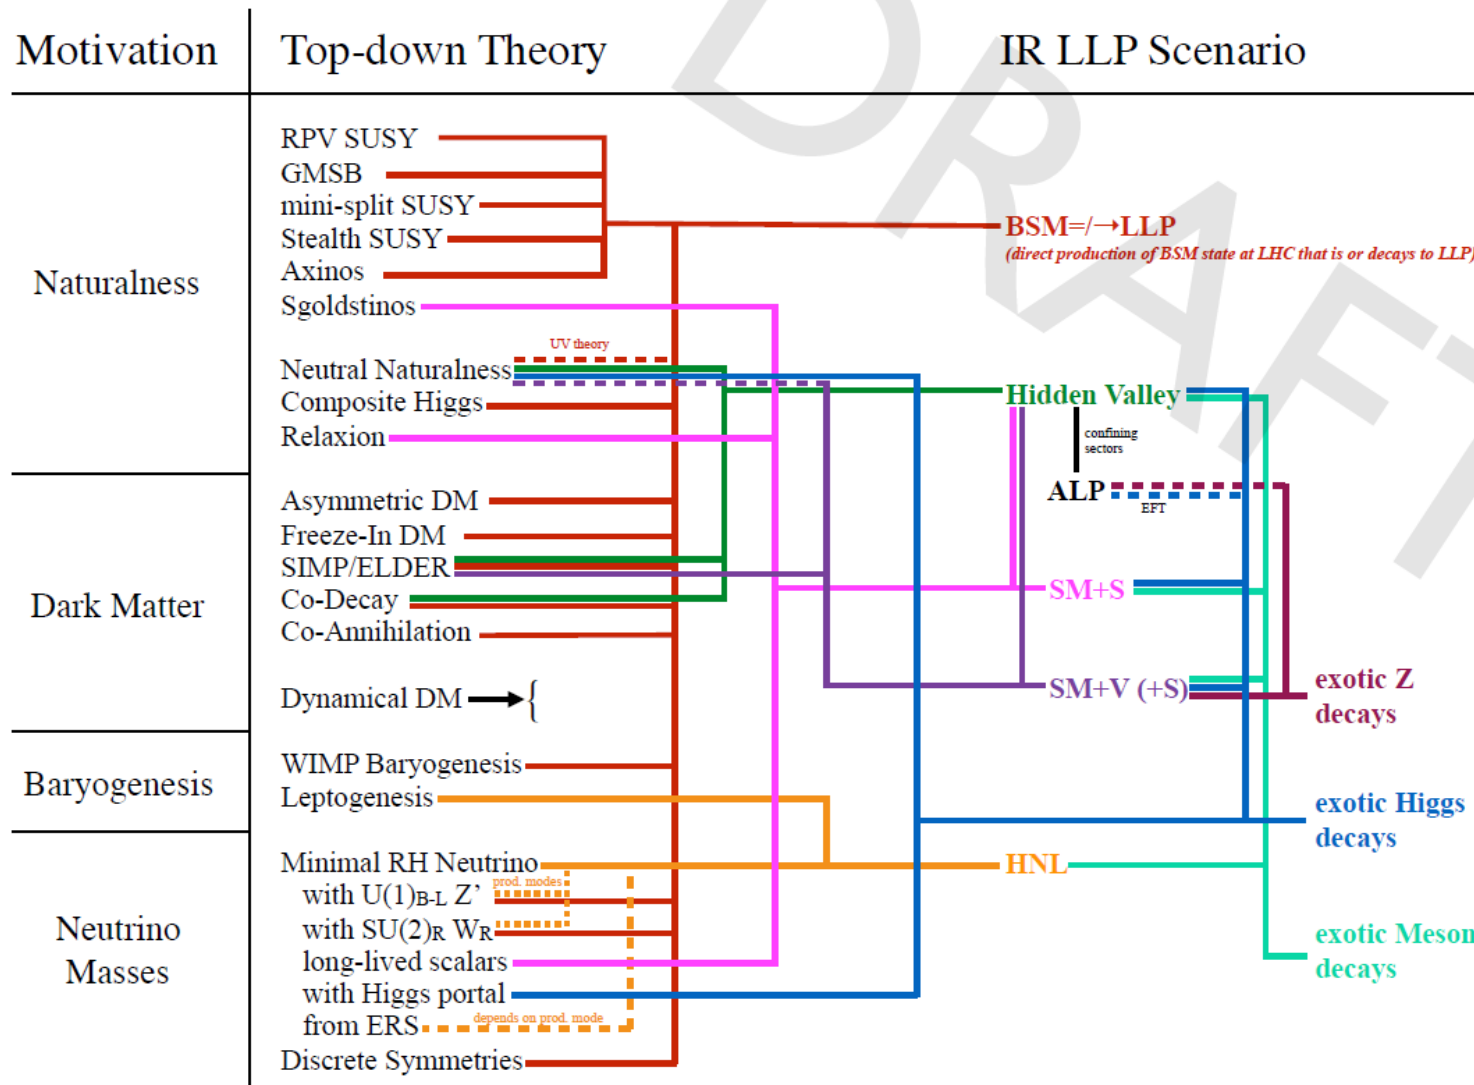 Motivation
Top-down Theory
IR LLP Scenario
DRAFT
Naturalness
RPV SUSY
GMSB
mini-split SUSY
Stealth SUSY
Axinos
Sgoldstinos
UV theory
Neutral Naturalness
Composite Higgs
Relaxion
BSM=/→LLP
(direct production of BSM state at LHC that is or decays to LLP)
Hidden Valley
confining
sectors
ALP
EFT
Dark Matter
Asymmetric DM
Freeze-In DM
SIMP/ELDER
Co-Decay
Co-Annihilation
Dynamical DM {
SM+S
SM+V (+S)
exotic Z
decays
Baryogenesis
WIMP Baryogenesis
Leptogenesis
exotic Higgs
decays
Neutrino
Masses
Minimal RH Neutrino
prod. modes
with U(1)B-L Z’
with SU(2)R WR
long-lived scalars
with Higgs portal
from ERS
depends on prod. mode
Discrete Symmetries
HNL
exotic Meson
decays